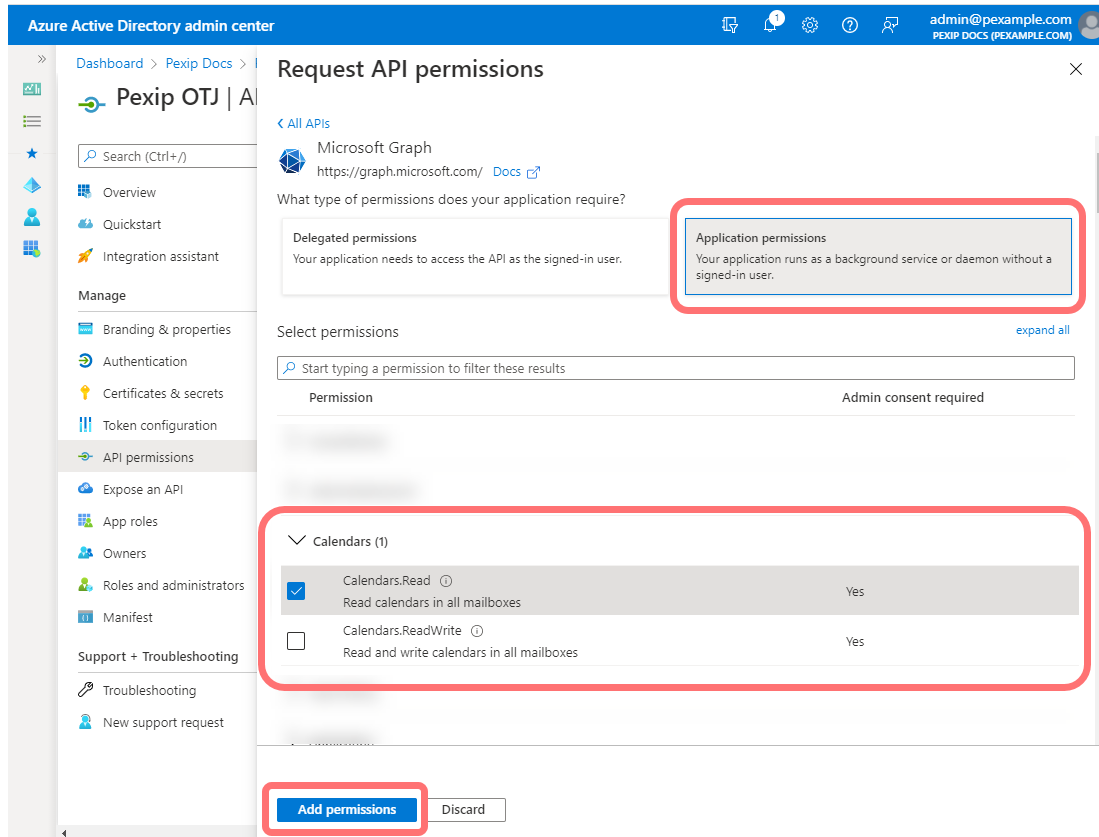 Azure Active Directory admin center
1
admin@pexample.com
PEXIP DOCS (PEXAMPLE.COM)
Dashboard > Pexip Docs >
Pexip OTJ |
Search (Ctrl+/)
Overview
Quickstart
Integration assistant
Manage
Branding & properties
Authentication
Certificates & secrets
Token configuration
API permissions
Expose an API
App roles
Owners
Roles and administrators
Manifest
Support + Troubleshooting
Troubleshooting
New support request
Request API permissions
All APIs
Microsoft Graph
https://graph.microsoft.com/ Docs
What type of permissions does your application require?
Delegated permissions
Your application needs to access the API as the signed-in user.
Application permissions
Your application runs as a background service or daemon without a
signed-in user.
Select permissions
expand all
Start typing a permission to filter these results
Permission
Admin consent required
Calendars (1)
Calendars.Read
Read calendars in all mailboxes
Yes
Calendars.ReadWrite
Read and write calendars in all mailboxes
Yes
Add permissions
Discard